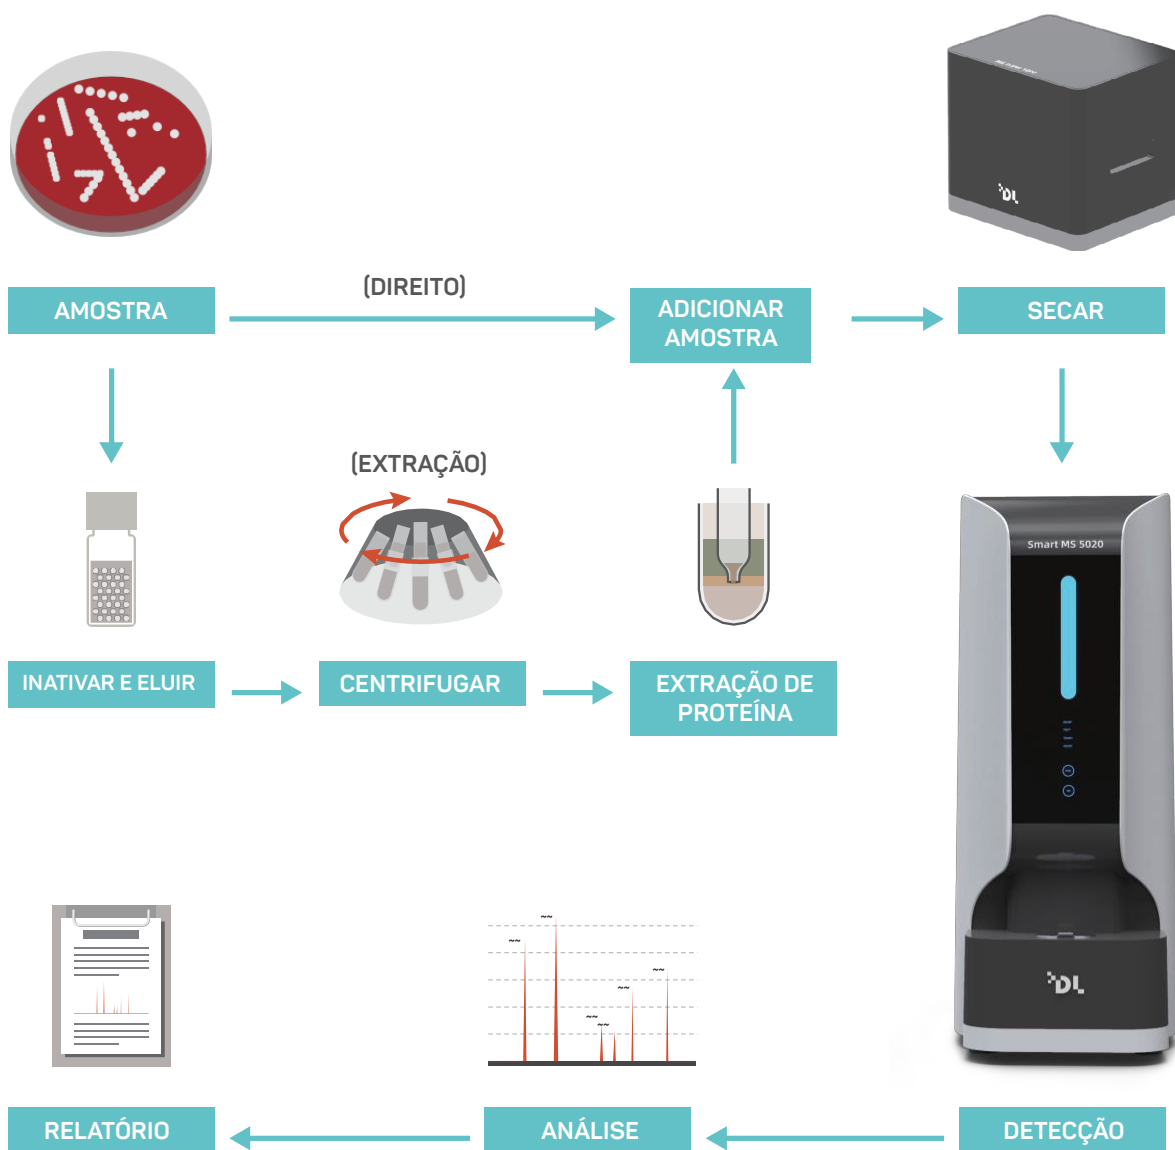 (DIREITO)
AMOSTRA
ADICIONAR
AMOSTRA
SECAR
DL
(EXTRAÇÃO)
Smart MS 5020
INATIVAR E ELUIR
CENTRIFUGAR
EXTRAÇÃO DE
PROTEÍNA
DL
RELATÓRIO
ANÁLISE
DETECÇÃO